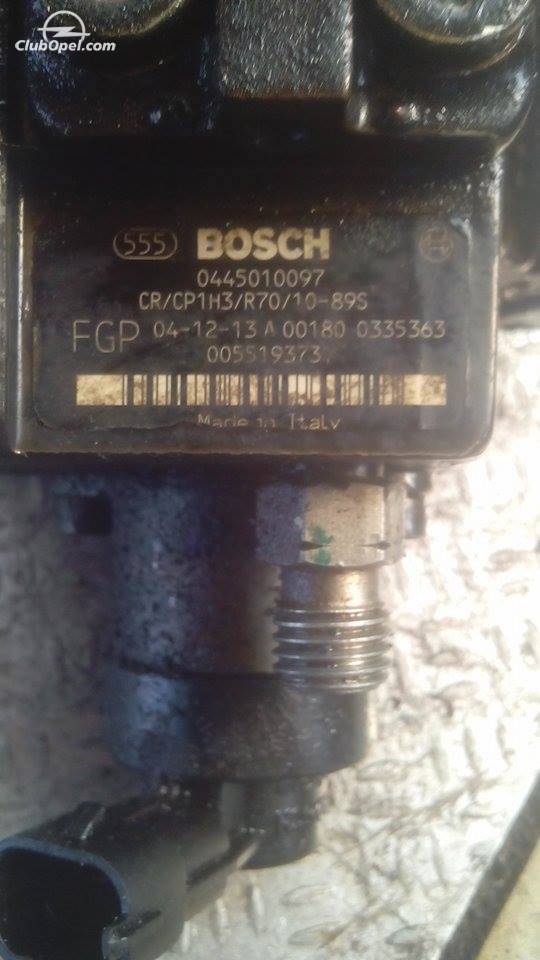 ClubOpel.com
555 BOSCH
0445010097
CR/CP1H3/R70/10-89S
FGP 04-12-13 A 00180 0335363
005519373
Made in Italy